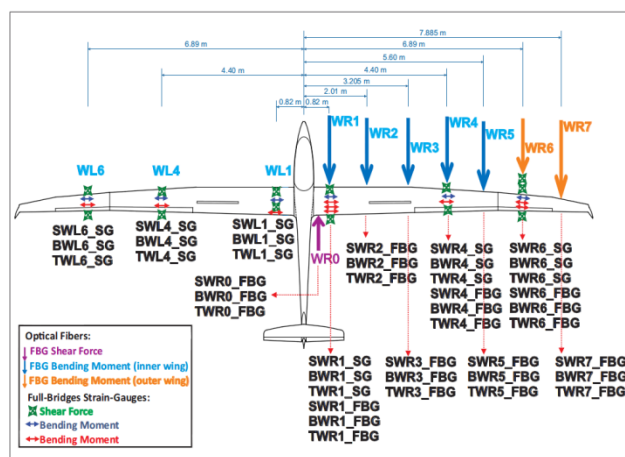 7.885 m
6.89 m
6.89 m
5.60 m
4.40 m
4.40 m
3.205 m
2.01 m
0.82 m
0.82 m
WL6
WL4
WL1
WR1
WR2
WR3
WR4
WR5
WR6
WR7
SWL6_SG
BWL6_SG
TWL6_SG
SWL4_SG
BWL4_SG
TWL4_SG
SWL1_SG
BWL1_SG
TWL1_SG
WR0
SWR0_FBG
BWR0_FBG
TWR0_FBG
SWR2_FBG
BWR2_FBG
TWR2_FBG
SWR4_SG
BWR4_SG
TWR4_SG
SWR4_FBG
BWR4_FBG
TWR4_FBG
SWR6_SG
BWR6_SG
TWR6_SG
SWR6_FBG
BWR6_FBG
TWR6_FBG
SWR1_SG
BWR1_SG
TWR1_SG
SWR1_FBG
BWR1_FBG
TWR1_FBG
SWR3_FBG
BWR3_FBG
TWR3_FBG
SWR5_FBG
BWR5_FBG
TWR5_FBG
SWR7_FBG
BWR7_FBG
TWR7_FBG
Optical Fibers:
FBG Shear Force
FBG Bending Moment (inner wing)
FBG Bending Moment (outer wing)
Full-Bridges Strain-Gauges:
Shear Force
Bending Moment
Bending Moment